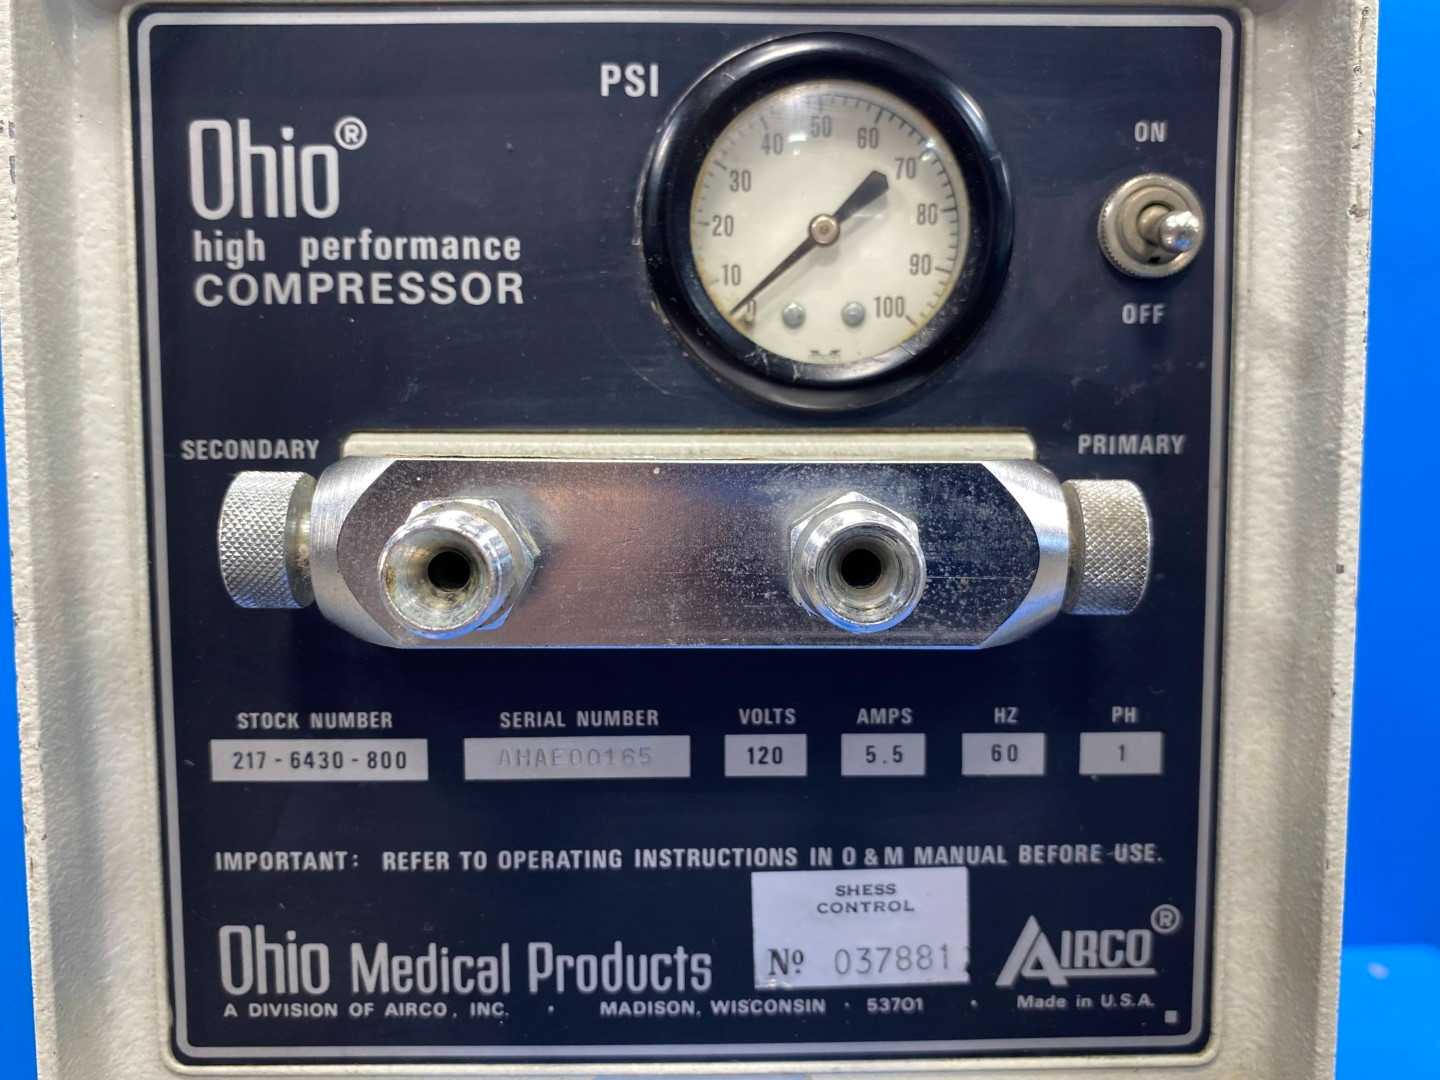 PSI
50
40
60
30
70
20
80
10
90
0
100
ON
OFF
Ohio®
high performance
COMPRESSOR
SECONDARY
PRIMARY
STOCK NUMBER
217-6430-800
SERIAL NUMBER
AHAE00165
VOLTS
120
AMPS
5.5
HZ
60
PH
1
IMPORTANT: REFER TO OPERATING INSTRUCTIONS IN O & M MANUAL BEFORE USE.
SHESS
CONTROL
Nº 037881
Ohio Medical Products
A DIVISION OF AIRCO, INC. · MADISON, WISCONSIN · 53701 ·
AIRCO®
Made in U.S.A.